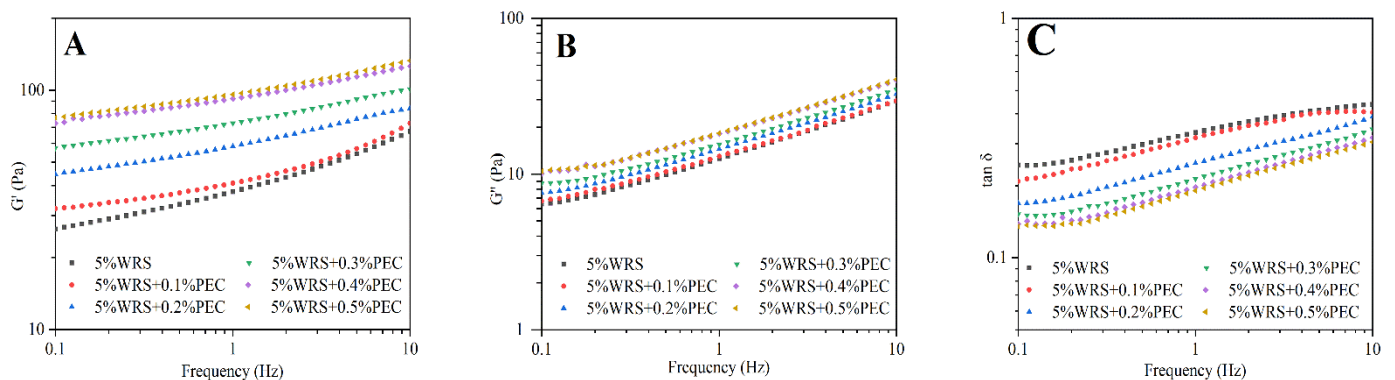 A
G' (Pa)
100
10
0.1
1
10
Frequency (Hz)
5%WRS
5%WRS+0.1%PEC
5%WRS+0.2%PEC
5%WRS+0.3%PEC
5%WRS+0.4%PEC
5%WRS+0.5%PEC
B
G'' (Pa)
100
10
1
0.1
1
10
Frequency (Hz)
5%WRS
5%WRS+0.1%PEC
5%WRS+0.2%PEC
5%WRS+0.3%PEC
5%WRS+0.4%PEC
5%WRS+0.5%PEC
C
tan δ
1
0.1
0.1
1
10
Frequency (Hz)
5%WRS
5%WRS+0.1%PEC
5%WRS+0.2%PEC
5%WRS+0.3%PEC
5%WRS+0.4%PEC
5%WRS+0.5%PEC